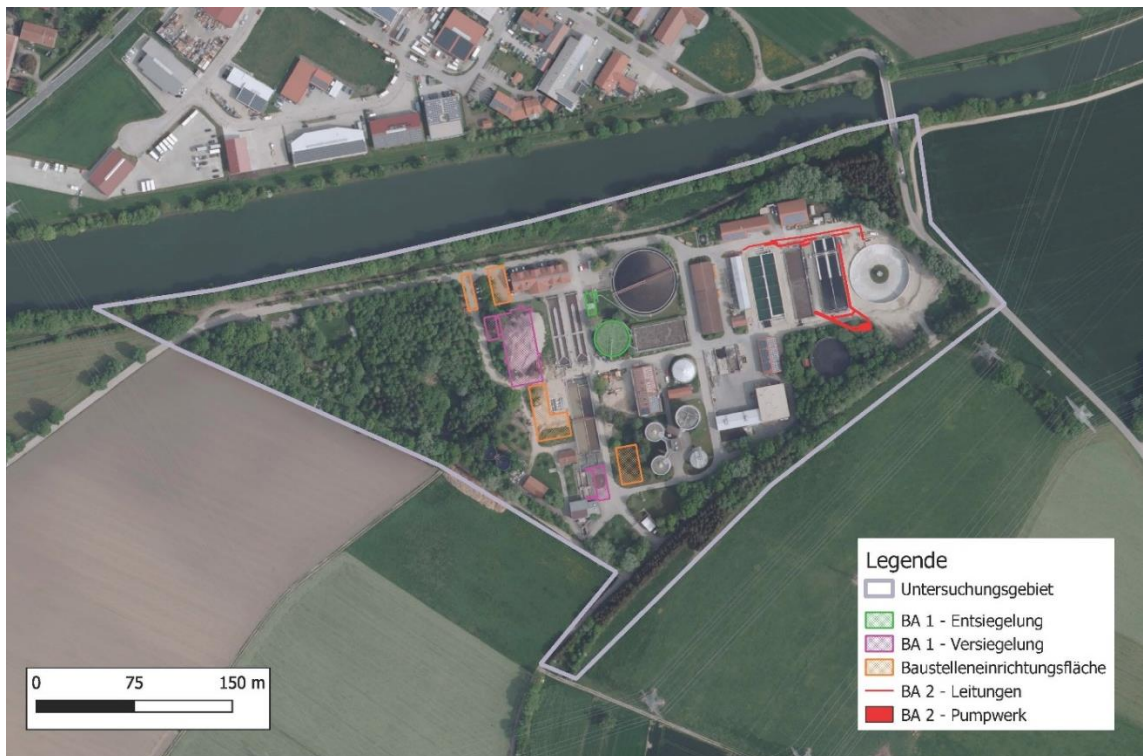 Legende
Untersuchungsgebiet
BA 1 - Entsiegelung
BA 1 - Versiegelung
Baustelleneinrichtungsfläche
BA 2 - Leitungen
BA 2 - Pumpwerk
0 75 150 m